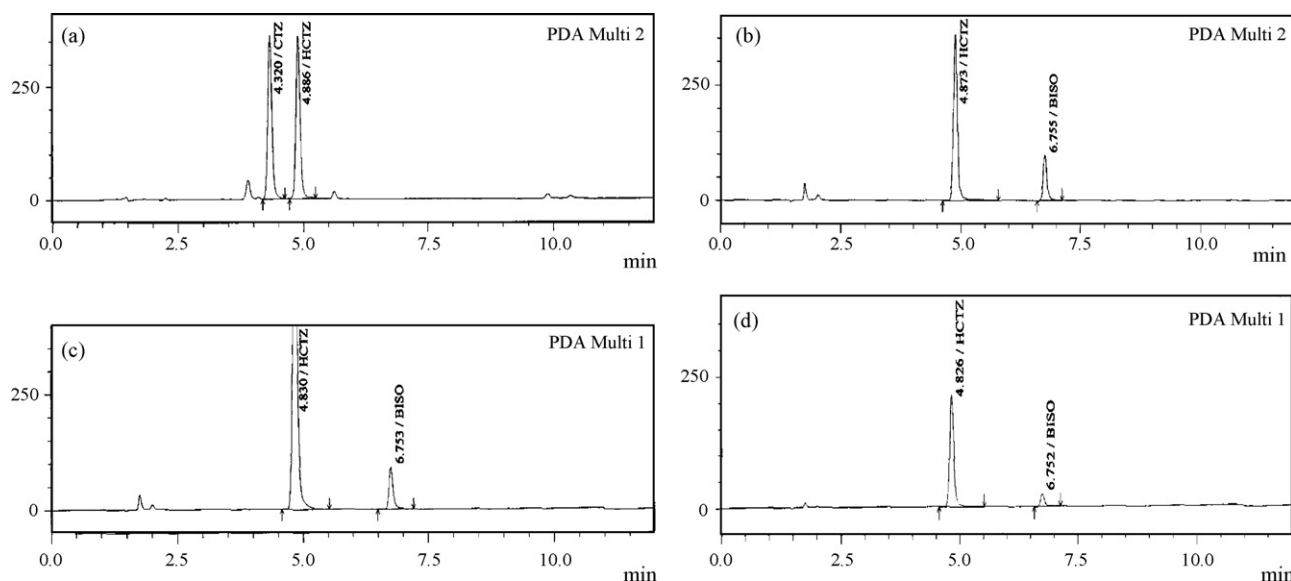 (a)
PDA Multi 2
4.320 / CTZ
4.886 / HCTZ
250
0
0.0 2.5 5.0 7.5 10.0
min
(b)
PDA Multi 2
4.873 / HCTZ
6.755 / BISO
250
0
0.0 2.5 5.0 7.5 10.0
min
(c)
PDA Multi 1
4.830 / HCTZ
6.753 / BISO
250
0
0.0 2.5 5.0 7.5 10.0
min
(d)
PDA Multi 1
4.826 / HCTZ
6.752 / BISO
250
0
0.0 2.5 5.0 7.5 10.0
min